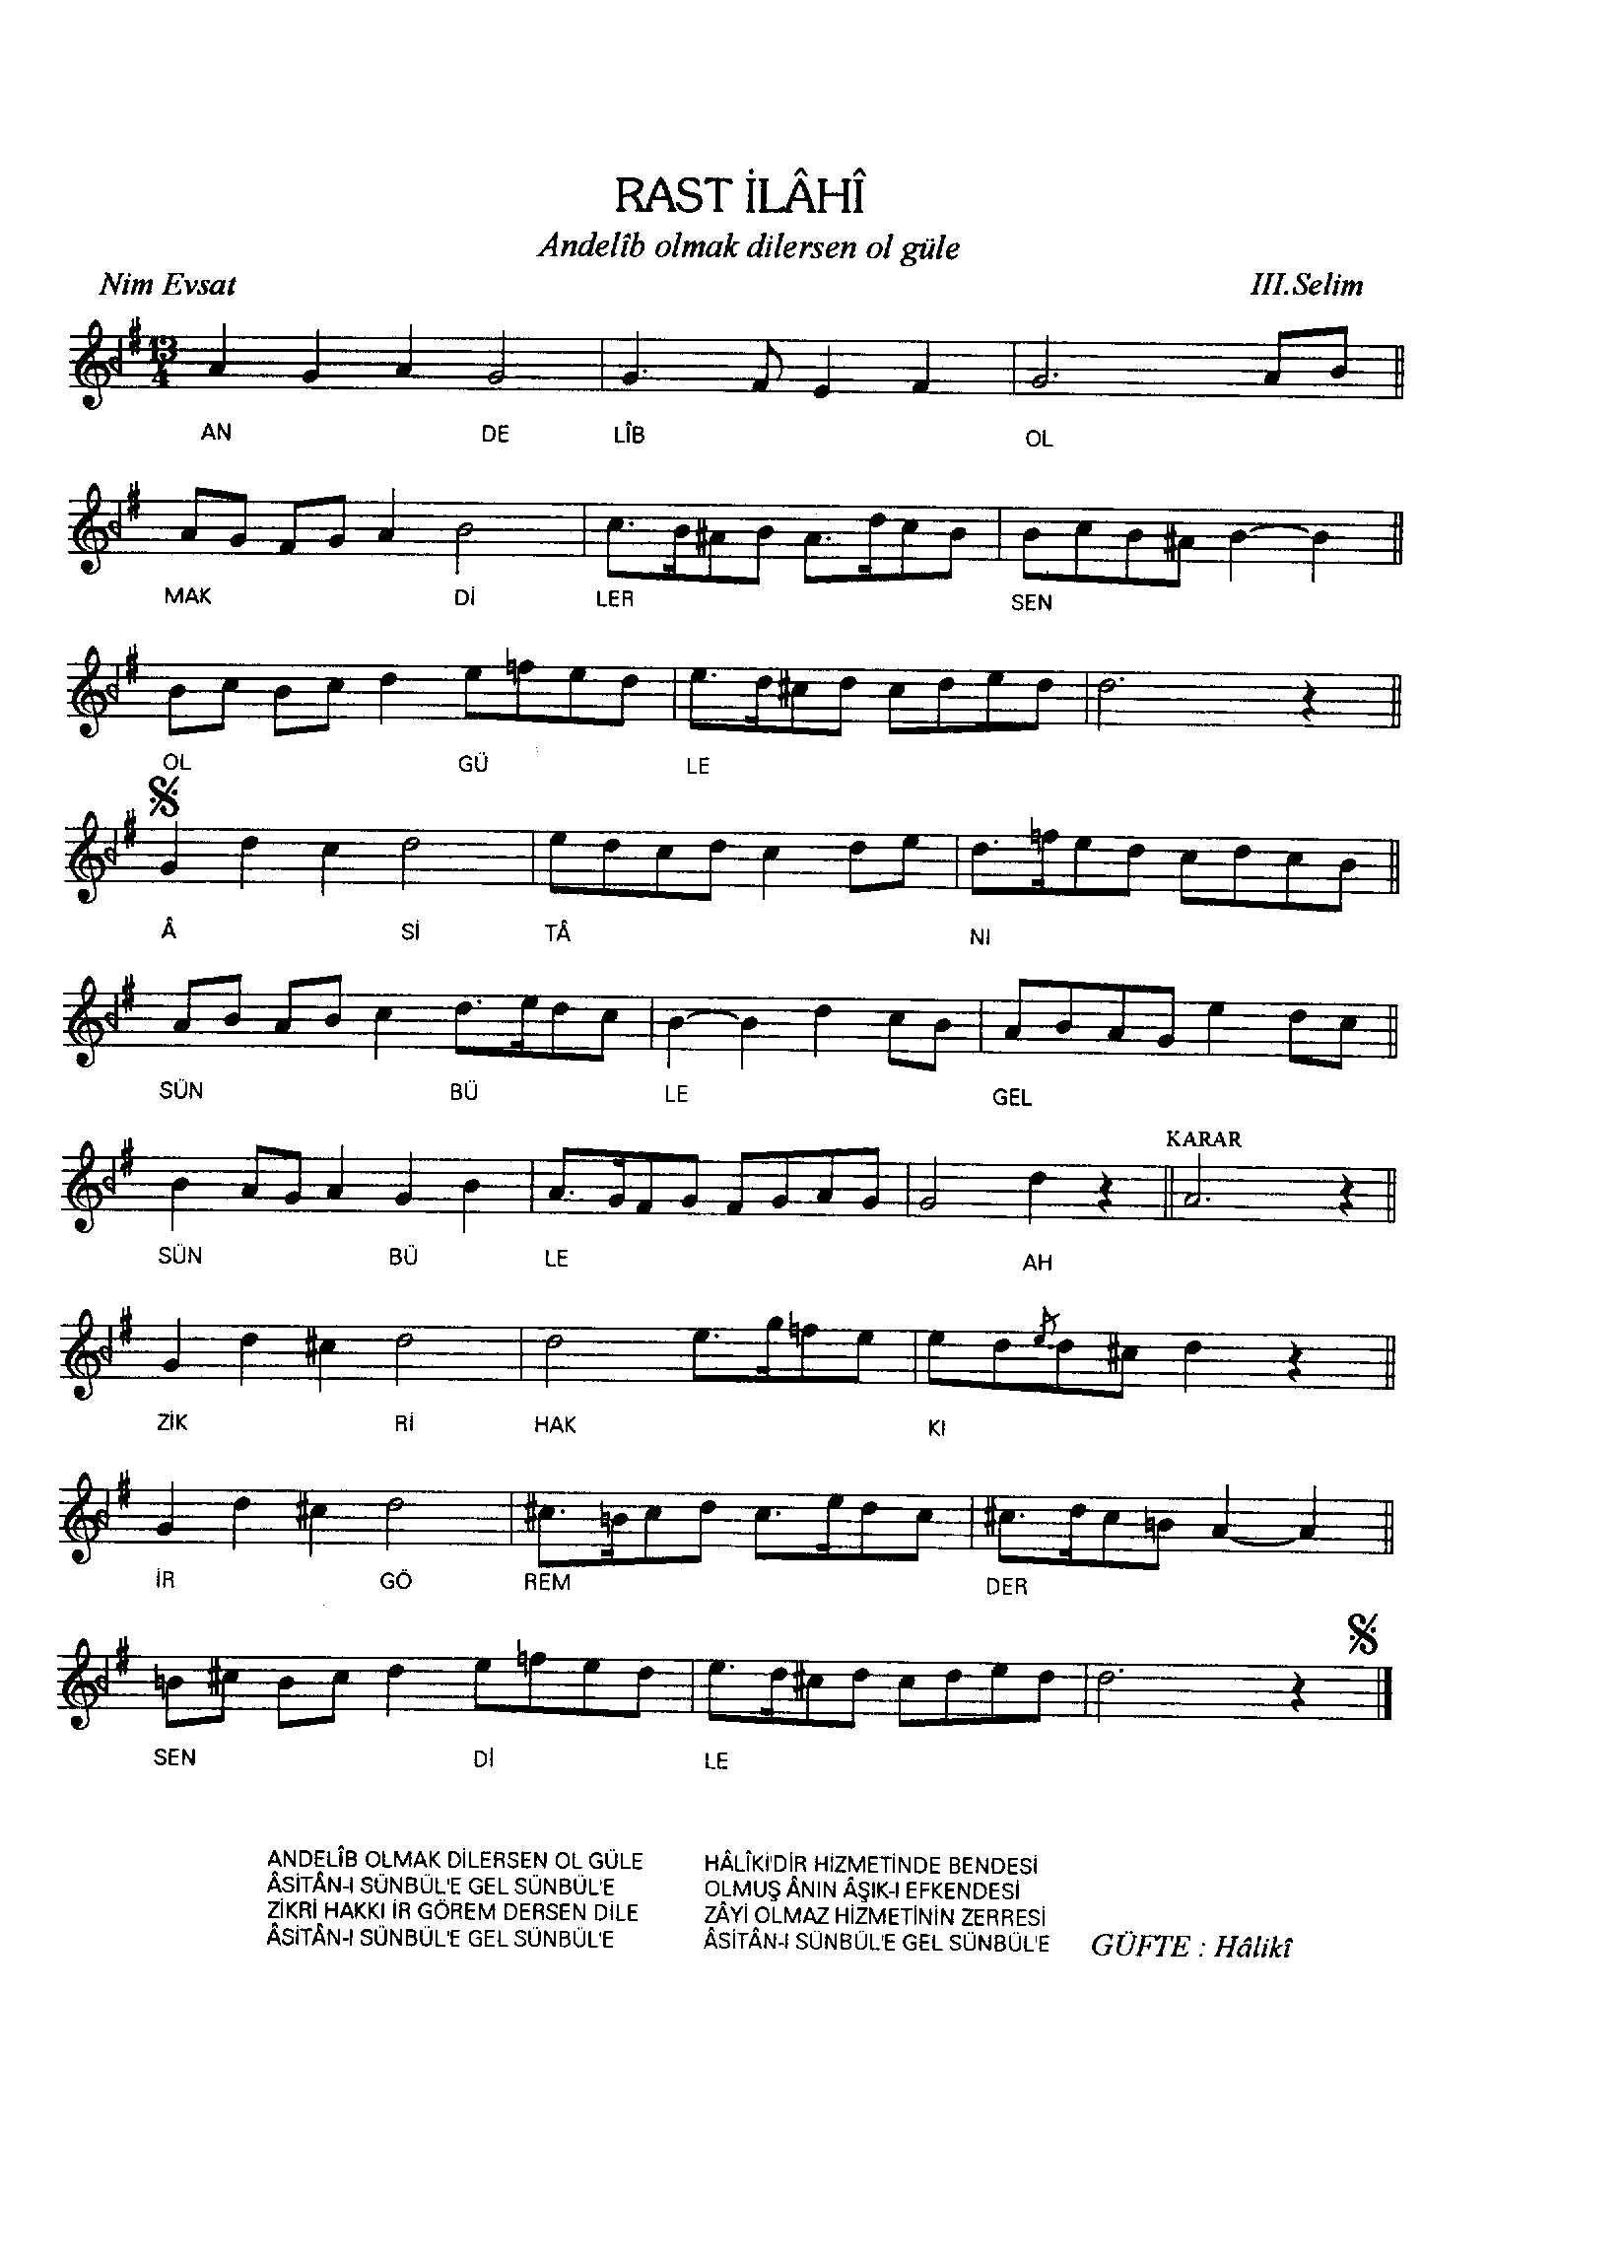 RAST İLÂHÎ
Andelîb olmak dilersen ol güle
Nim Evsat III.Selim
13
4
AN DE LÎB OL
MAK Dİ LER SEN
OL GÜ LE
Â Sİ TÂ NI
SÜN BÜ LE GEL
KARAR
SÜN BÜ LE AH
ZİK Rİ HAK KI
İR GÖ REM DER
SEN Dİ LE
ANDELÎB OLMAK DİLERSEN OL GÜLE
ÂSİTÂN-I SÜNBÜL'E GEL SÜNBÜL'E
ZİKRİ HAKKI İR GÖREM DERSEN DİLE
ÂSİTÂN-I SÜNBÜL'E GEL SÜNBÜL'E
HÂLÎKİ'DİR HİZMETİNDE BENDESİ
OLMUŞ ÂNIN ÂŞIK-I EFKENDESİ
ZÂYİ OLMAZ HİZMETİNİN ZERRESİ
ÂSİTÂN-I SÜNBÜL'E GEL SÜNBÜL'E
GÜFTE : Hâlikî